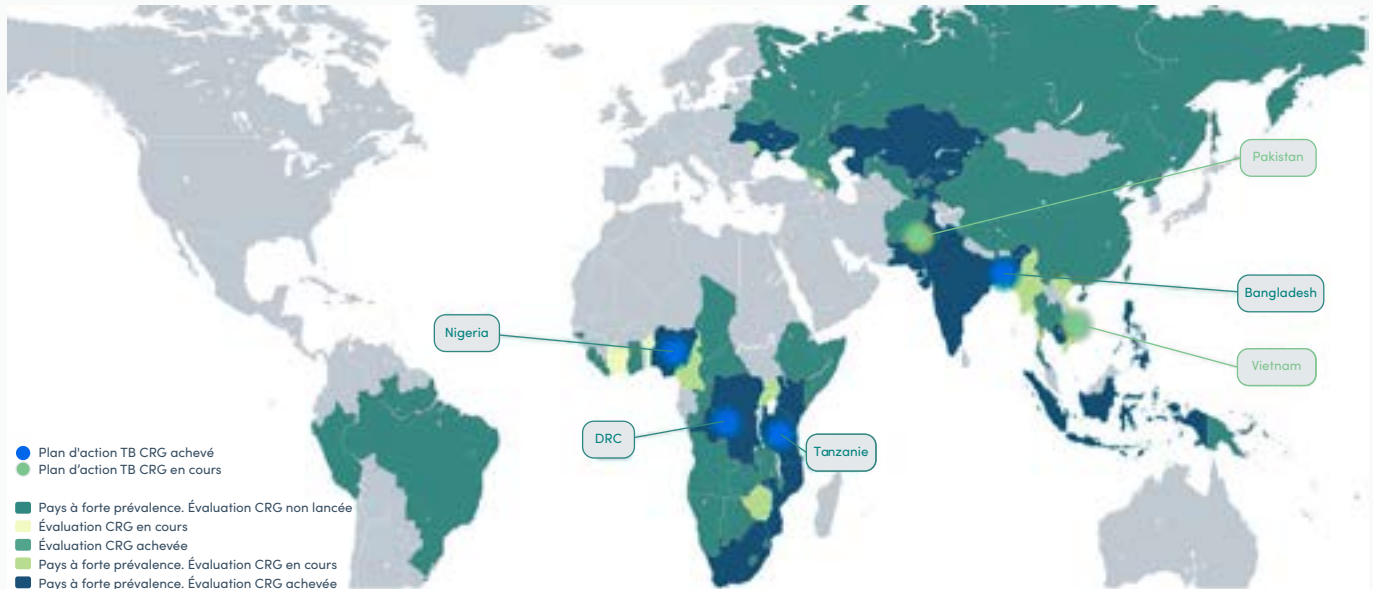 Pakistan
Bangladesh
Nigeria
Vietnam
DRC
Tanzanie
Plan d'action TB CRG achevé
Plan d’action TB CRG en cours
Pays à forte prévalence. Évaluation CRG non lancée
Évaluation CRG en cours
Évaluation CRG achevée
Pays à forte prévalence. Évaluation CRG en cours
Pays à forte prévalence. Évaluation CRG achevée